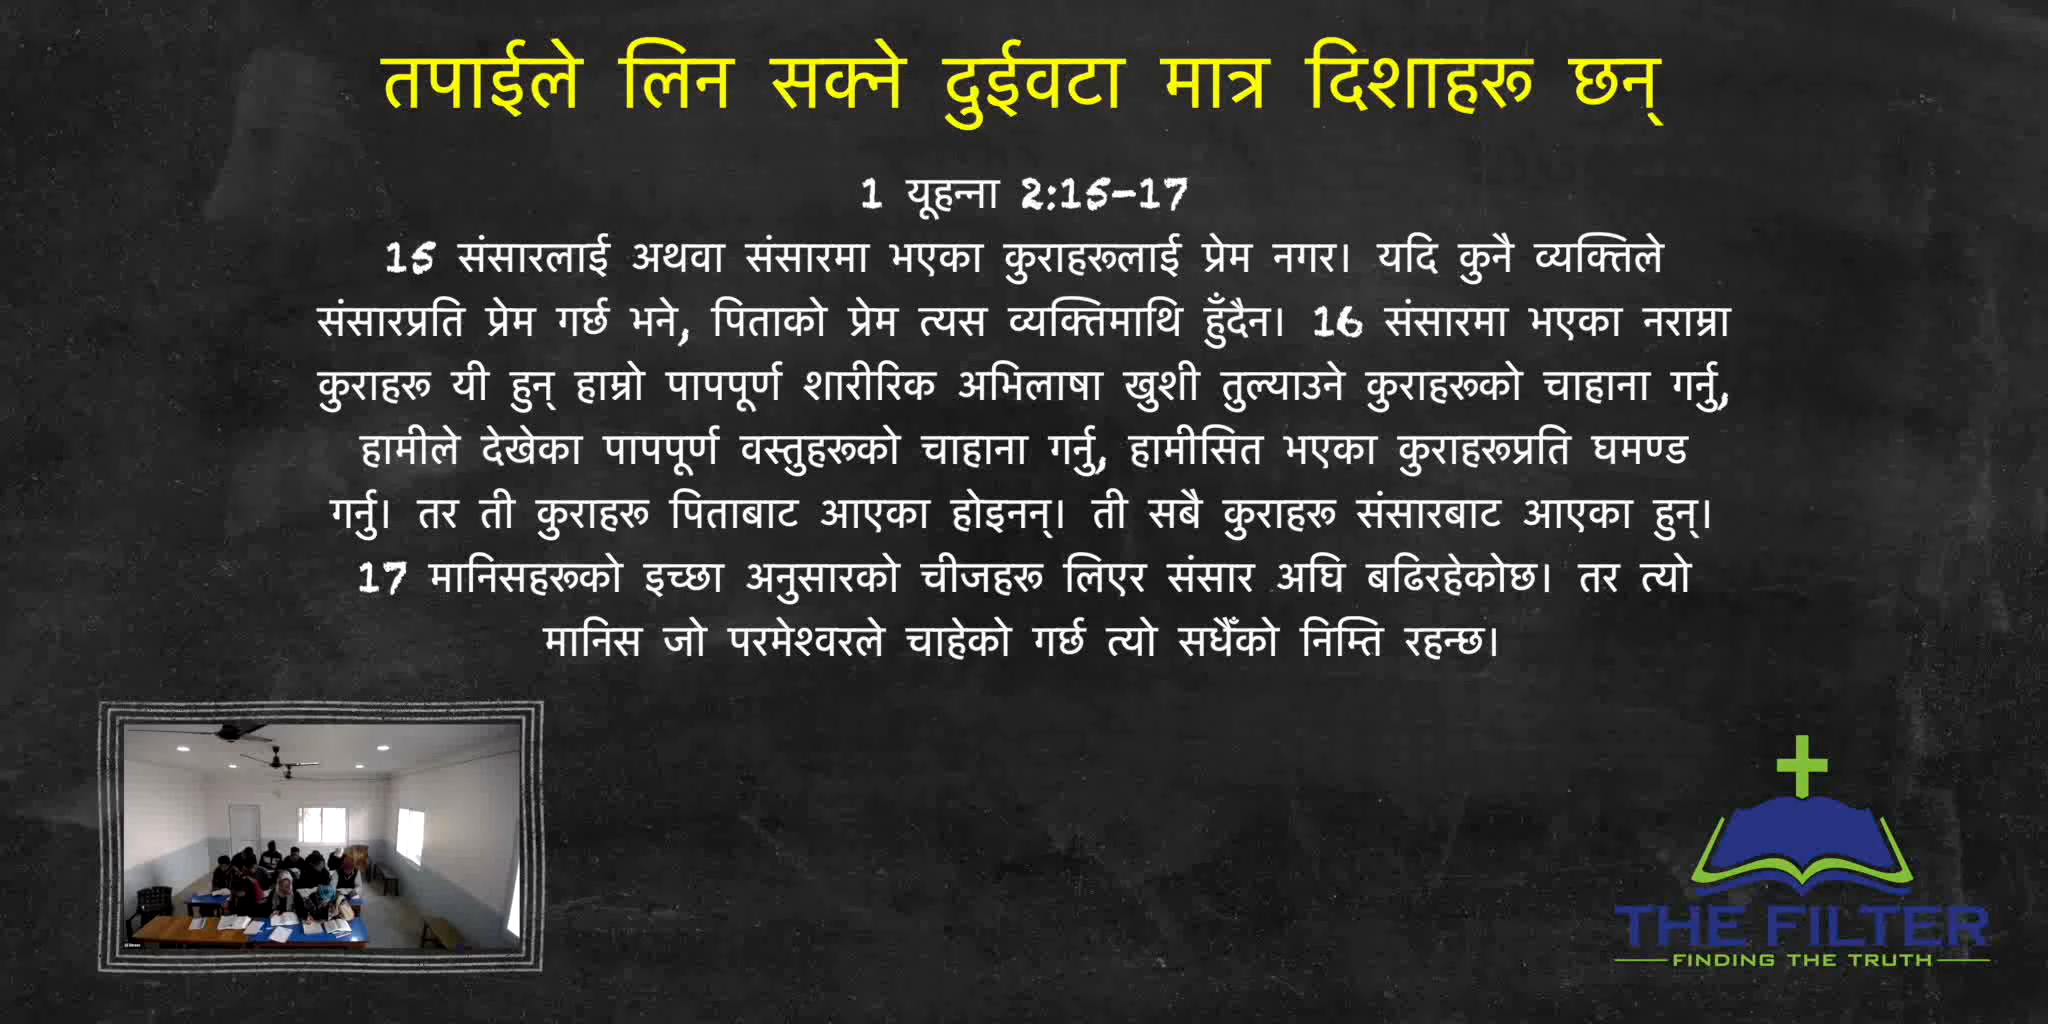 तपाईले लिन सक्ने दुईवटा मात्र दिशाहरू छन्
1 यूहन्ना 2:15-17
15 संसारलाई अथवा संसारमा भएका कुराहरूलाई प्रेम नगर। यदि कुनै व्यक्तिले
संसारप्रति प्रेम गर्छ भने, पिताको प्रेम त्यस व्यक्तिमाथि हुँदैन। 16 संसारमा भएका नराम्रा
कुराहरू यी हुन् हाम्रो पापपूर्ण शारीरिक अभिलाषा खुशी तुल्याउने कुराहरूको चाहाना गर्नु,
हामीले देखेका पापपूर्ण वस्तुहरूको चाहाना गर्नु, हामीसित भएका कुराहरूप्रति घमण्ड
गर्नु। तर ती कुराहरू पिताबाट आएका होइनन्। ती सबै कुराहरू संसारबाट आएका हुन्।
17 मानिसहरूको इच्छा अनुसारको चीजहरू लिएर संसार अघि बढिरहेकोछ। तर त्यो
मानिस जो परमेश्वरले चाहेको गर्छ त्यो सधैँको निम्ति रहन्छ।
THE FILTER
FINDING THE TRUTH